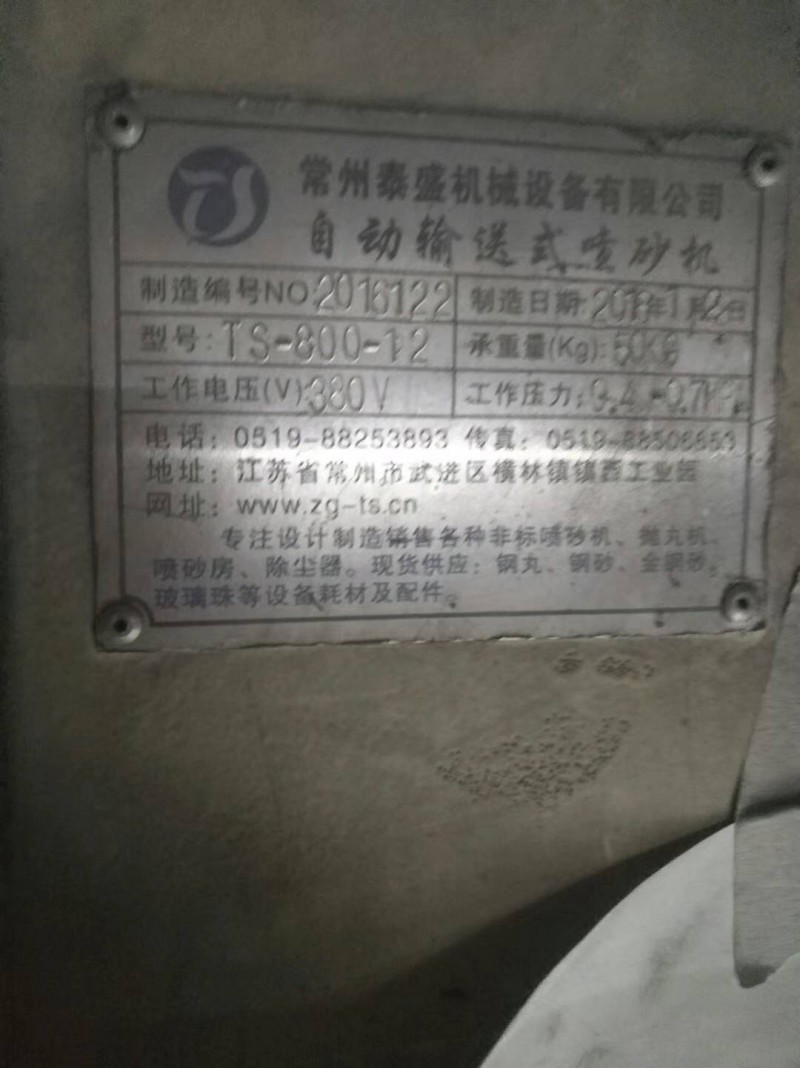 TS
常州泰盛机械设备有限公司
自动输送式喷砂机
制造编号NO:2016122 制造日期:
型号:TS-800-12 承重量(Kg):50KG
工作电压(V):380V 工作压力:
电话:0519-88253893 传真:
地址:江苏省常州市武进区横林镇镇西工业园
网址:www.zg-ts.cn
专注设计制造销售各种非标喷砂机、抛丸机、
喷砂房、除尘器。现货供应:钢丸、钢砂、金钢砂、
玻璃珠等设备耗材及配件。